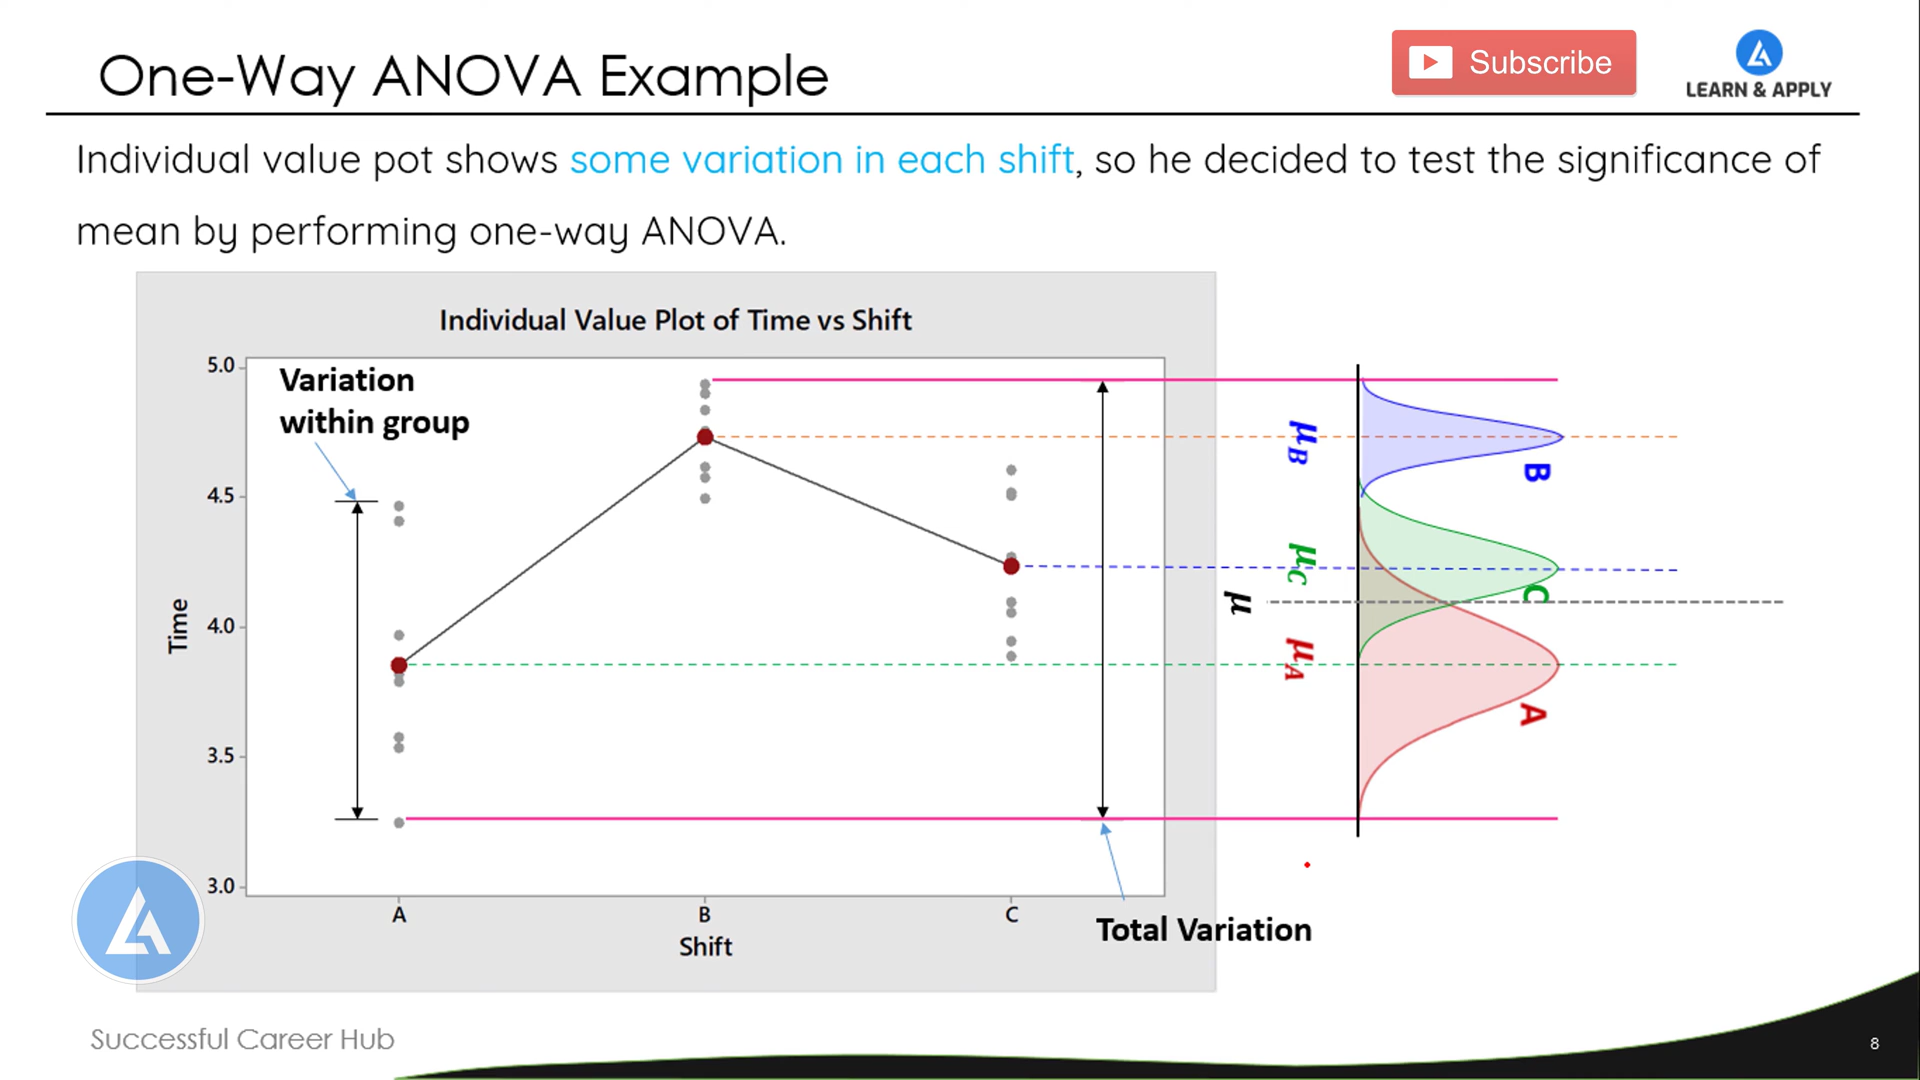 One-Way ANOVA Example
Subscribe
LEARN & APPLY
Individual value pot shows some variation in each shift, so he decided to test the significance of
mean by performing one-way ANOVA.
Individual Value Plot of Time vs Shift
5.0
4.5
4.0
3.5
3.0
Time
Variation
within group
A
B
C
Shift
Total Variation
μB
μC
μ
μA
B
C
A
Successful Career Hub
8